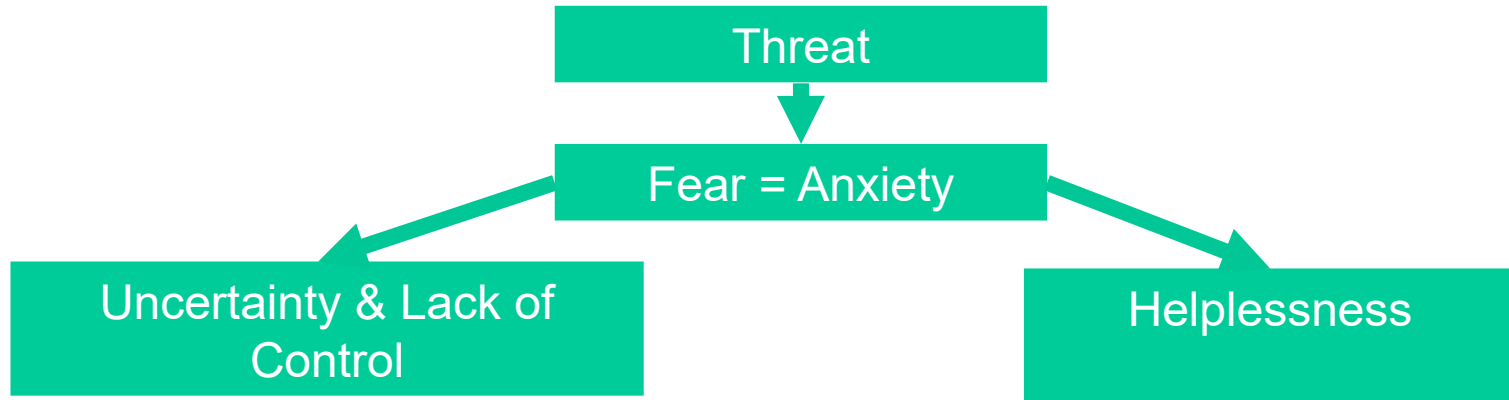 Threat
Fear = Anxiety
Uncertainty & Lack of
Control
Helplessness